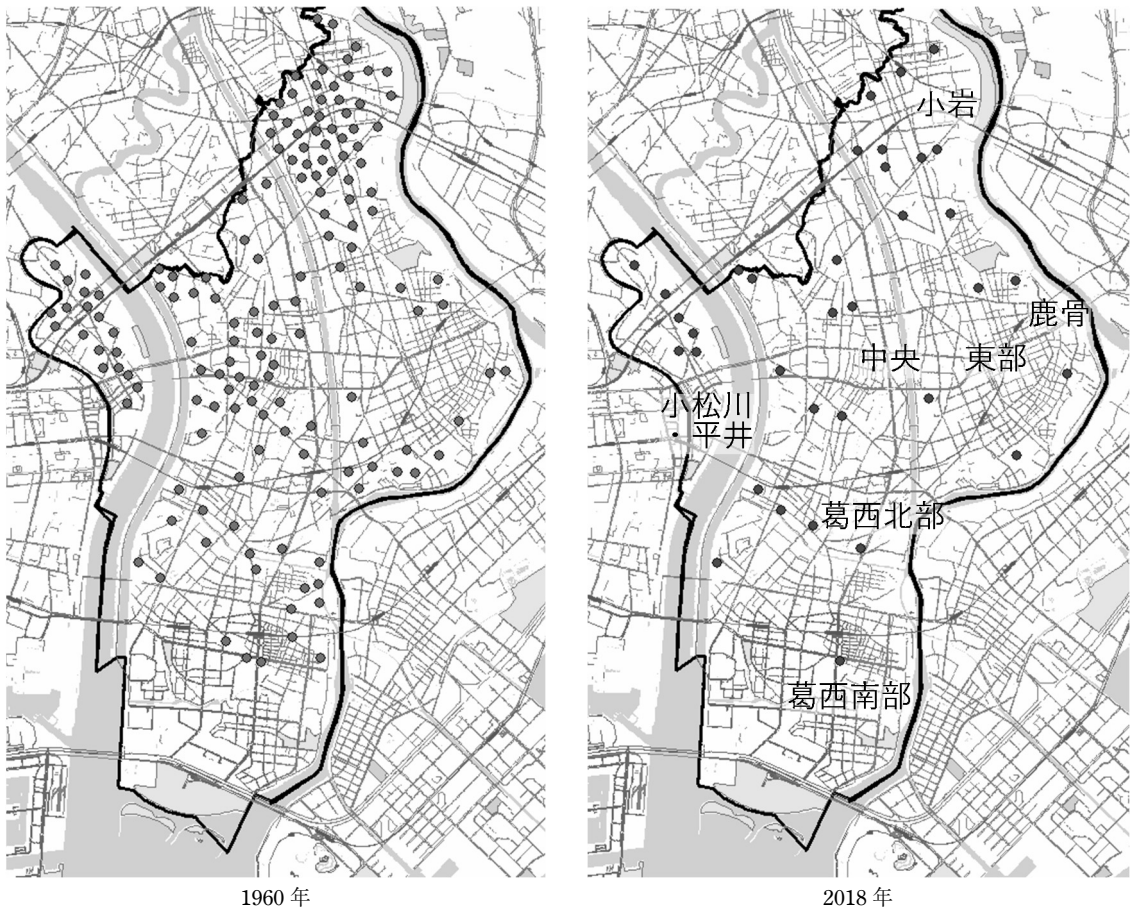 小岩
鹿骨
中央
東部
小松川
・平井
葛西北部
葛西南部
1960 年
2018 年